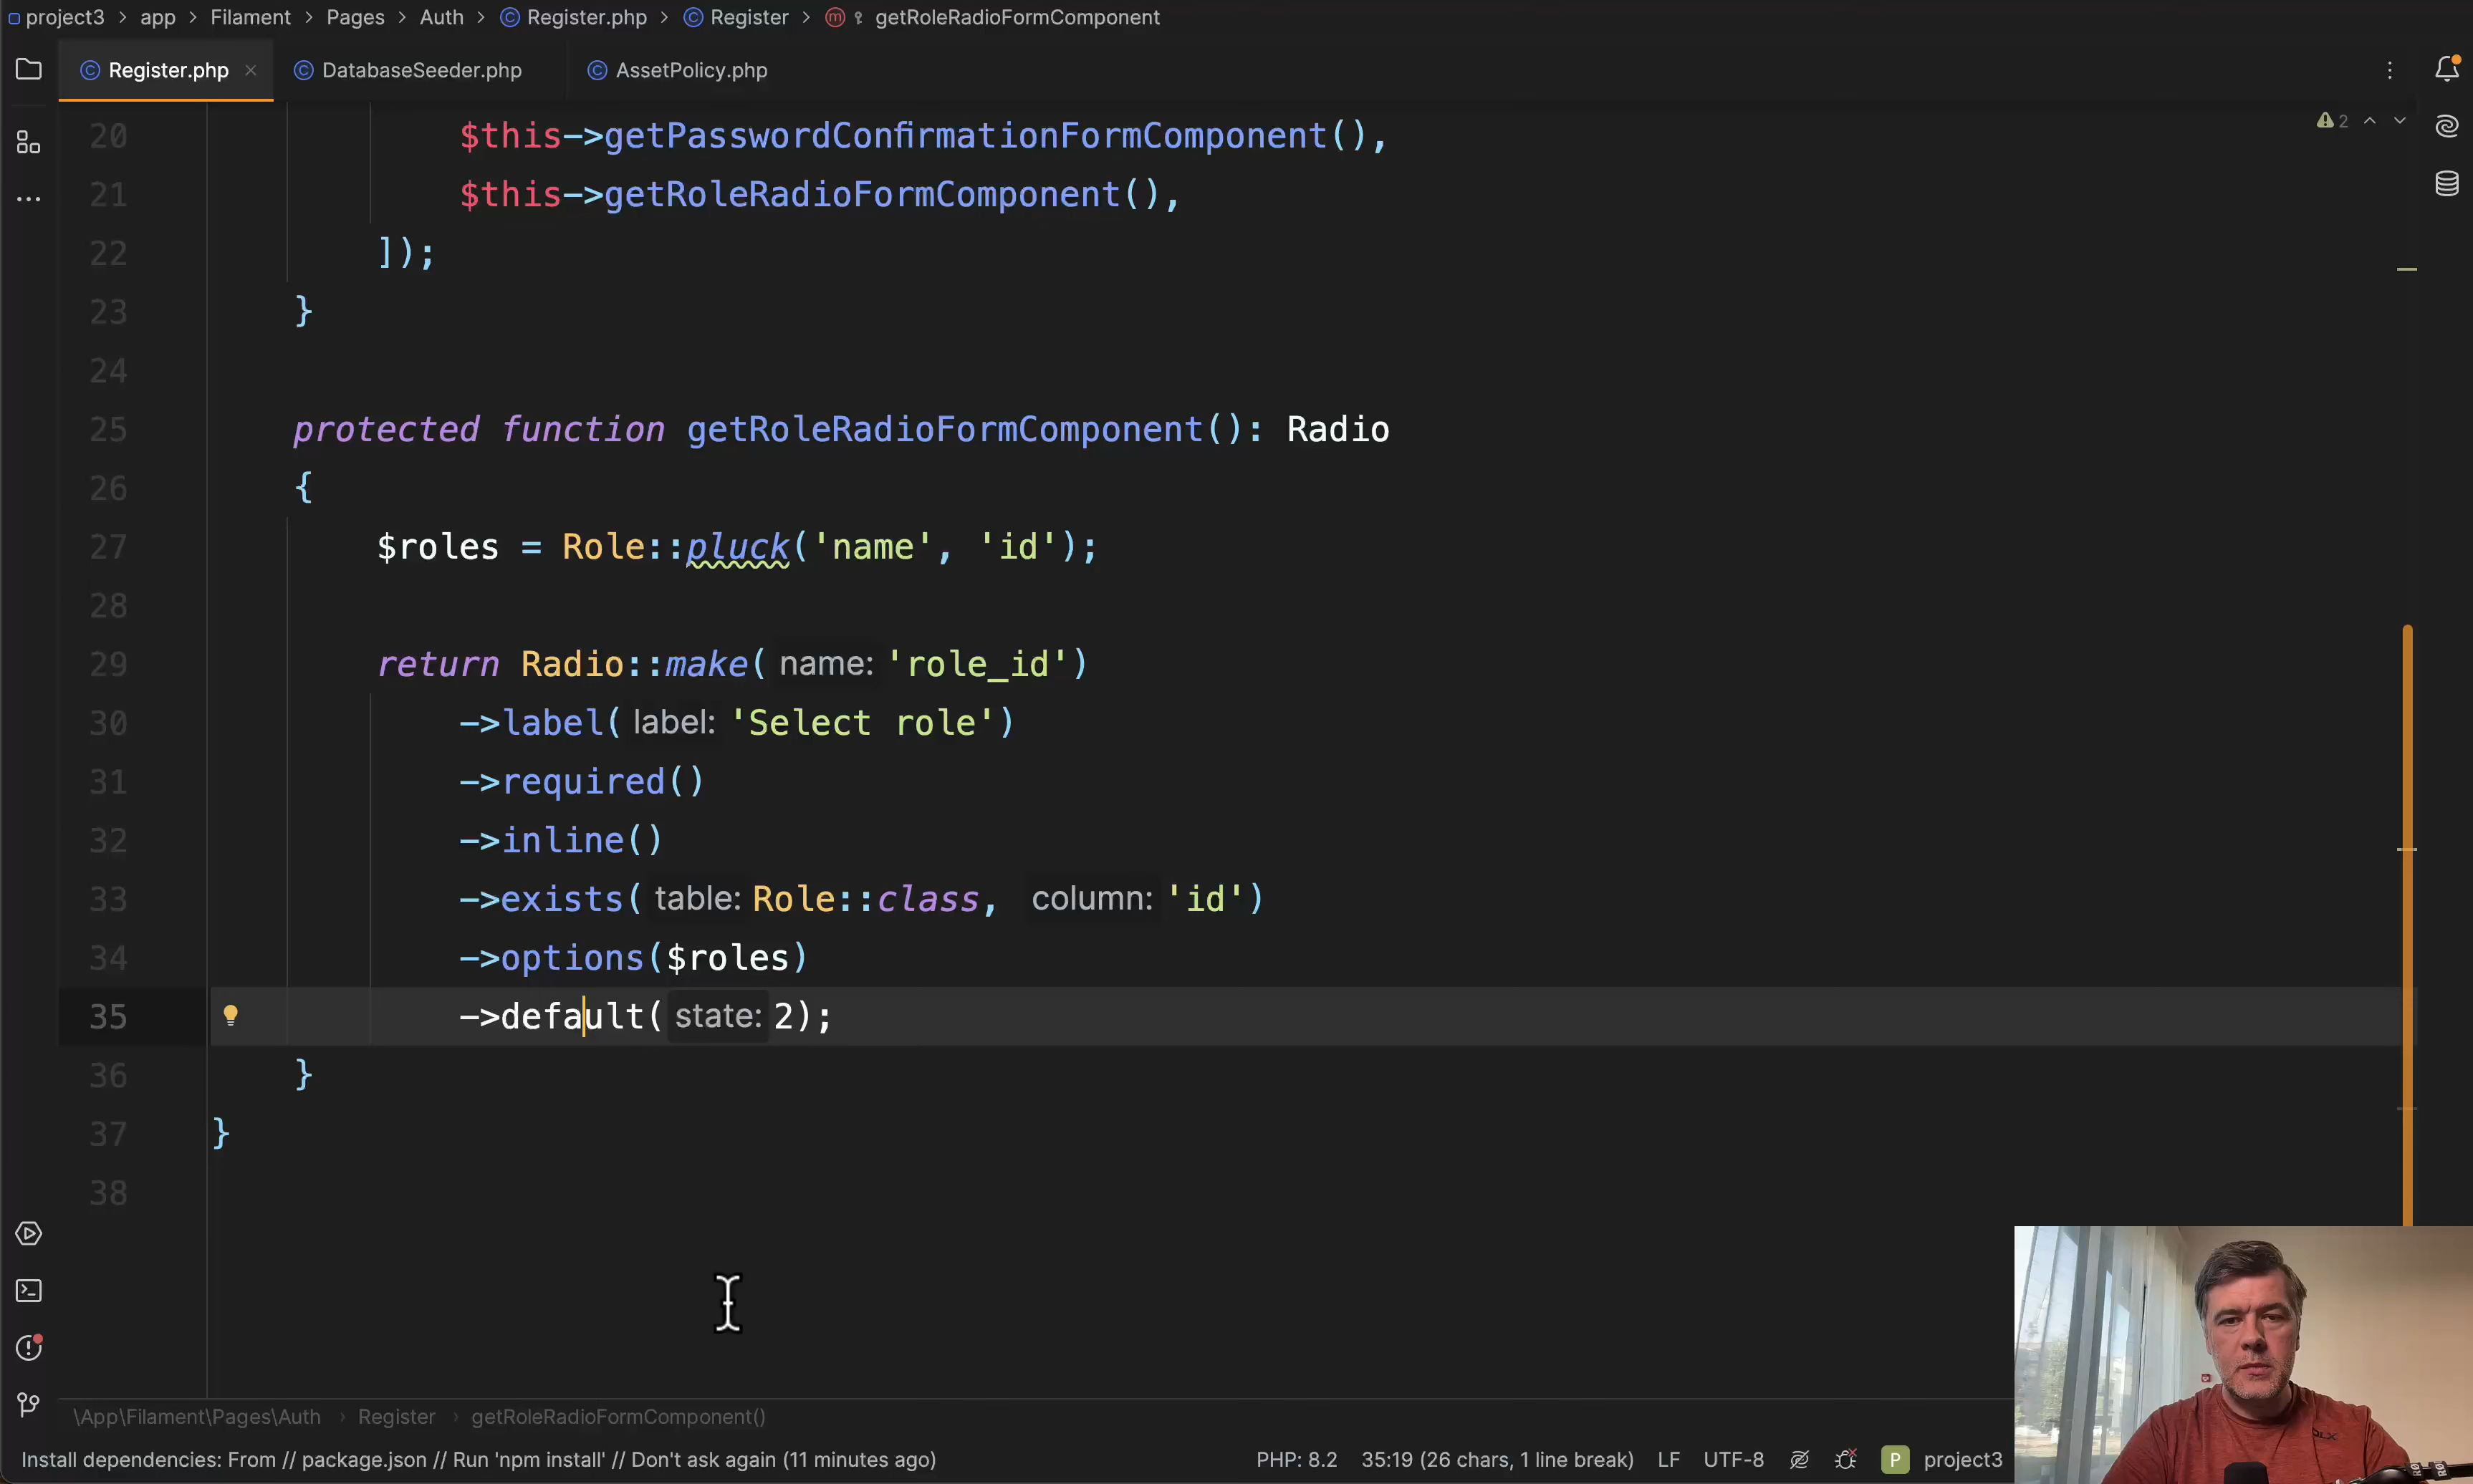 project3 > app > Filament > Pages > Auth > Register.php > Register > getRoleRadioFormComponent
Register.php DatabaseSeeder.php AssetPolicy.php
2
20 $this->getPasswordConfirmationFormComponent(),
21 $this->getRoleRadioFormComponent(),
22 ]);
23 }
24
25 protected function getRoleRadioFormComponent(): Radio
26 {
27 $roles = Role::pluck('name', 'id');
28
29 return Radio::make( name: 'role_id')
30 ->label( label: 'Select role')
31 ->required()
32 ->inline()
33 ->exists( table: Role::class, column: 'id')
34 ->options($roles)
35 ->default( state: 2);
36 }
37 }
38
\App\Filament\Pages\Auth > Register > getRoleRadioFormComponent()
Install dependencies: From // package.json // Run 'npm install' // Don't ask again (11 minutes ago) PHP: 8.2 35:19 (26 chars, 1 line break) LF UTF-8 P project3